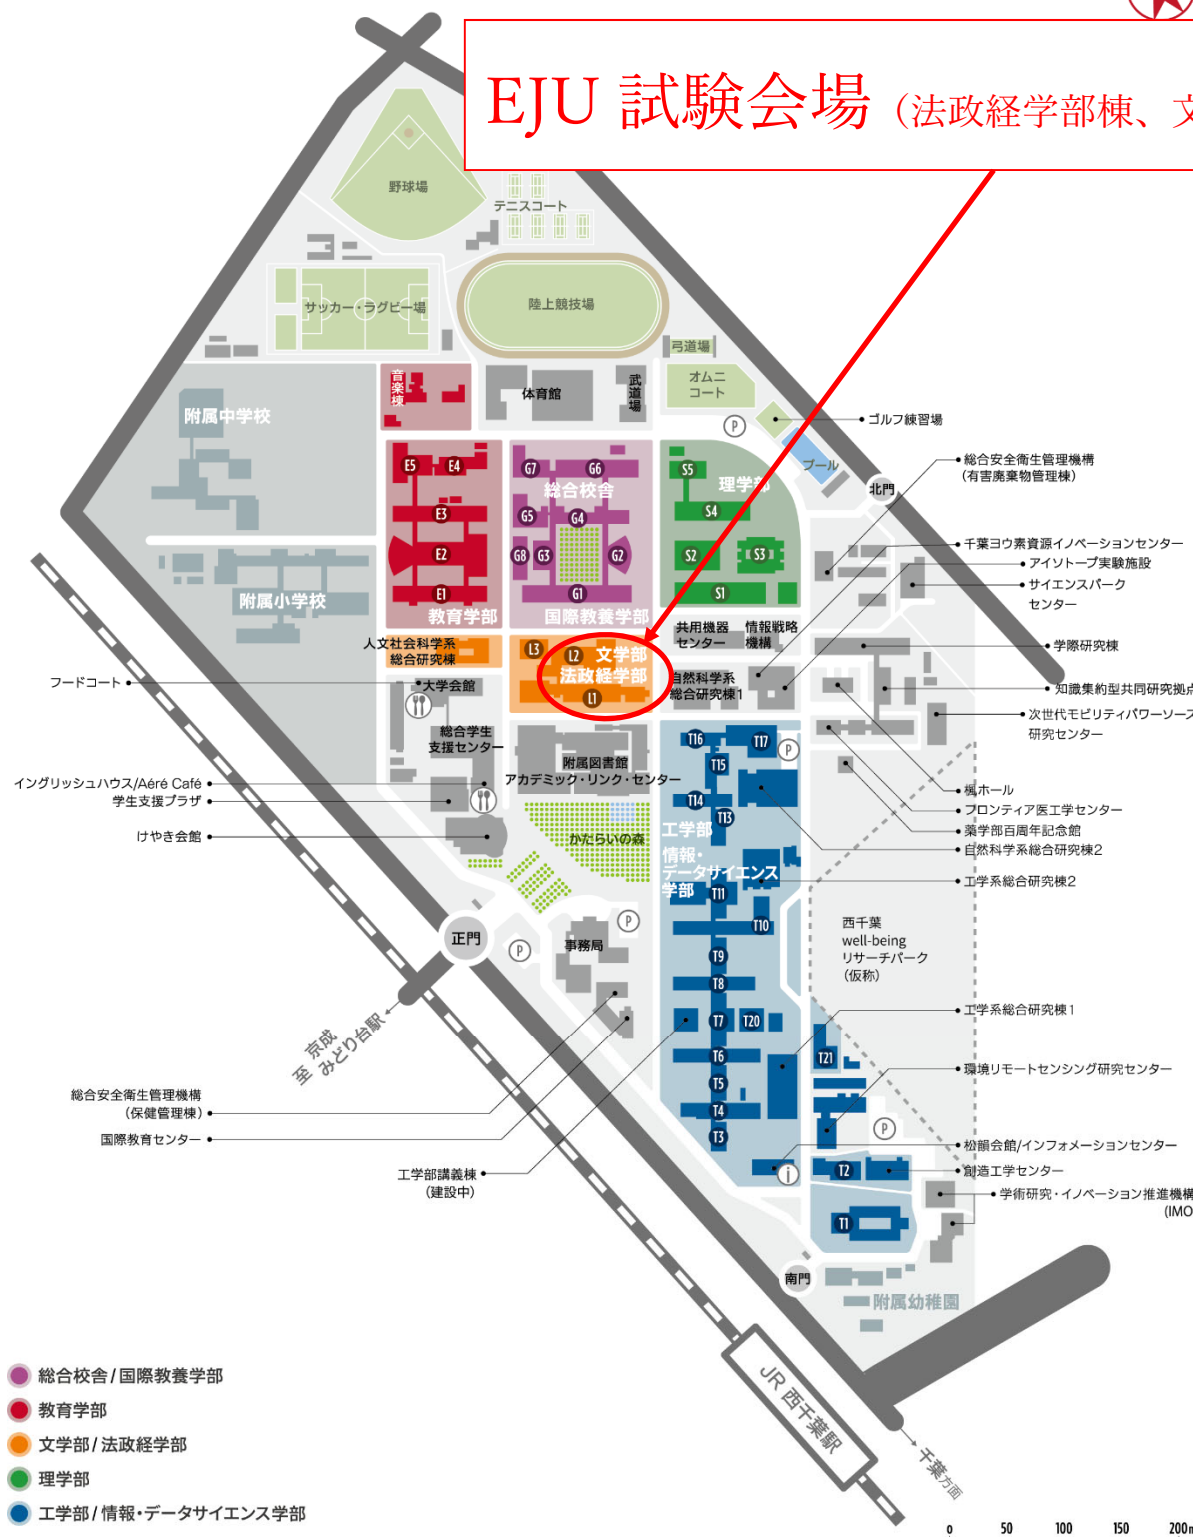 EJU 試験会場（法政経学部棟、文
野球場
テニスコート
サッカー・ラグビー場
陸上競技場
弓道場
音楽棟
体育館
武道場
オムニ
コート
附属中学校
P
ゴルフ練習場
プール
総合安全衛生管理機構
(有害廃棄物管理棟)
北門
E5
E4
G7
G6
S5
総合校舎
理学部
E3
G5
G4
S4
千葉ヨウ素資源イノベーションセンター
E2
G8
G3
G2
S2
S3
アイソトープ実験施設
サイエンスパーク
センター
附属小学校
E1
G1
S1
教育学部
国際教養学部
共用機器
センター
情報戦略
機構
学際研究棟
人文社会科学系
総合研究棟
L3
L2
文学部
法政経学部
L1
自然科学系
総合研究棟1
フードコート
大学会館
知識集約型共同研究拠点
次世代モビリティパワーソース
研究センター
総合学生
支援センター
附属図書館
アカデミック・リンク・センター
T16
T17
P
T15
イングリッシュハウス/Aéré Café
学生支援プラザ
T14
T13
楓ホール
フロンティア医工学センター
けやき会館
かたらいの森
工学部
情報・
データサイエンス
学部
薬学部百周年記念館
自然科学系総合研究棟2
工学系総合研究棟2
T11
T10
正門
P
P
事務局
T9
西千葉
well-being
リサーチパーク
(仮称)
T8
工学系総合研究棟1
至 京成
みどり台駅
T7
T20
T6
T21
環境リモートセンシング研究センター
T5
総合安全衛生管理機構
(保健管理棟)
T4
P
国際教育センター
T3
松韻会館/インフォメーションセンター
工学部講義棟
(建設中)
i
T2
創造工学センター
学術研究・イノベーション推進機構
(IMO
T1
南門
附属幼稚園
JR 西千葉駅
千葉方面
総合校舎/国際教養学部
教育学部
文学部/法政経学部
理学部
工学部/情報・データサイエンス学部
0 50 100 150 200m